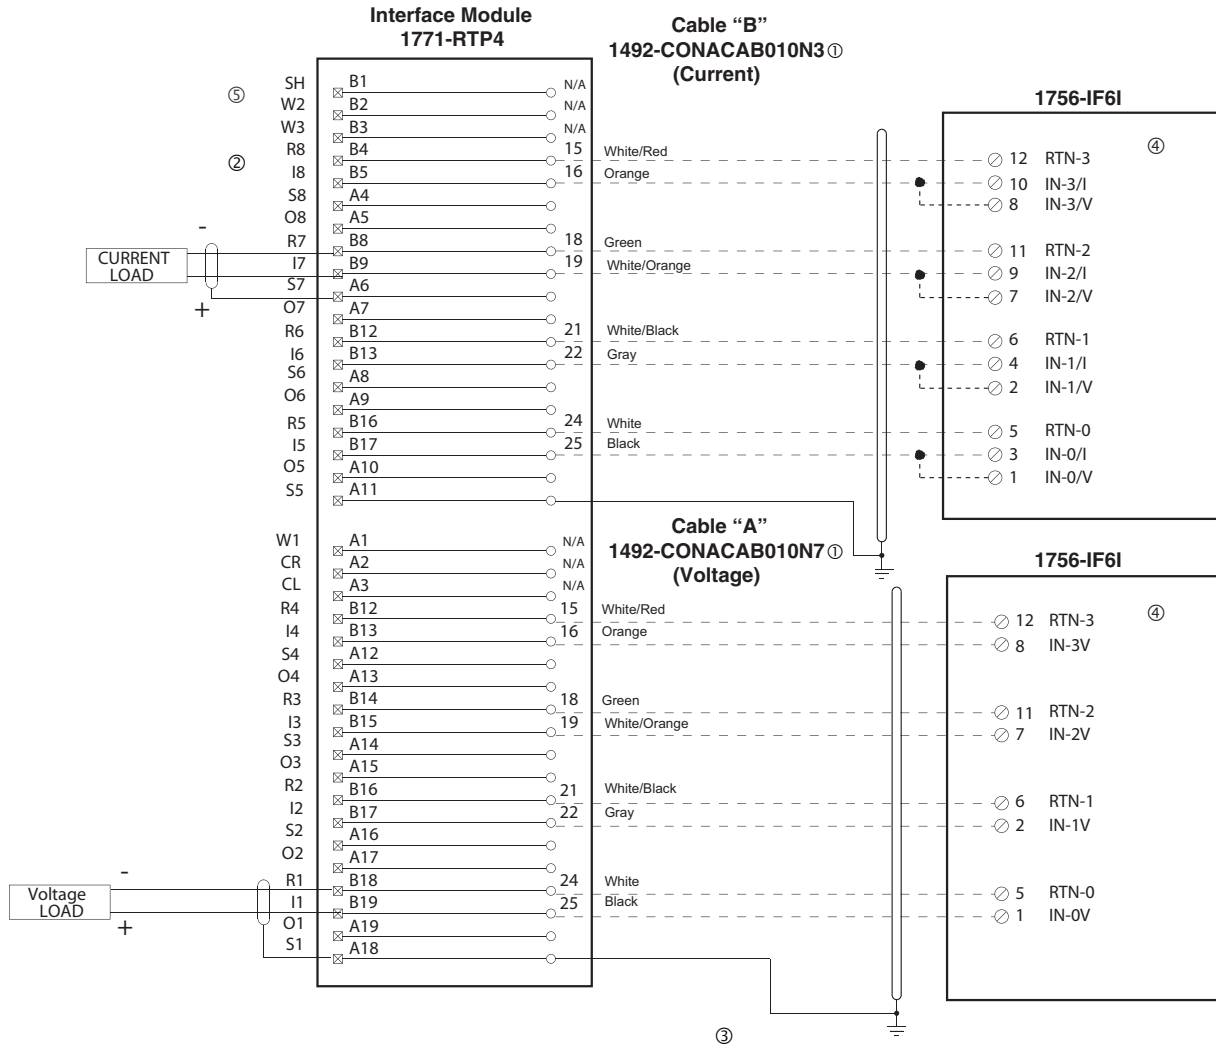 Interface Module
1771-RTP4
Cable “B”
1492-CONACAB010N3①
(Current)
1756-IF6I
⑤
②
④
SH B1 N/A
W2 B2 N/A
W3 B3 N/A
R8 B4 15 White/Red 12 RTN-3
I8 B5 16 Orange 10 IN-3/I
S8 A4 8 IN-3/V
O8 A5
-
R7 B8 18 Green 11 RTN-2
CURRENT
LOAD
I7 B9 19 White/Orange 9 IN-2/I
S7 A6 7 IN-2/V
+
O7 A7
R6 B12 21 White/Black 6 RTN-1
I6 B13 22 Gray 4 IN-1/I
S6 A8 2 IN-1/V
O6 A9
R5 B16 24 White 5 RTN-0
I5 B17 25 Black 3 IN-0/I
O5 A10 1 IN-0/V
S5 A11
Cable “A”
1492-CONACAB010N7①
(Voltage)
1756-IF6I
④
W1 A1 N/A
CR A2 N/A
CL A3 N/A
R4 B12 15 White/Red 12 RTN-3
I4 B13 16 Orange 8 IN-3V
S4 A12
O4 A13
R3 B14 18 Green 11 RTN-2
I3 B15 19 White/Orange 7 IN-2V
S3 A14
O3 A15
R2 B16 21 White/Black 6 RTN-1
I2 B17 22 Gray 2 IN-1V
S2 A16
O2 A17
-
R1 B18 24 White 5 RTN-0
Voltage
LOAD
I1 B19 25 Black 1 IN-0V
+
O1 A19
S1 A18
③